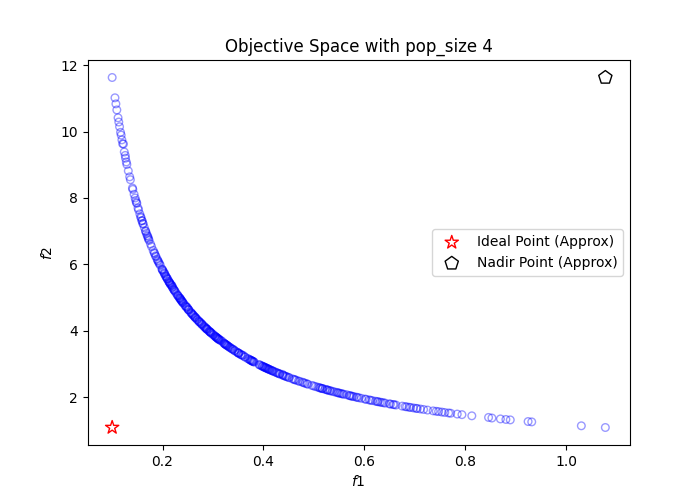 Objective Space with pop_size 4
12
10
8
6
4
2
f2
Ideal Point (Approx)
Nadir Point (Approx)
0.2 0.4 0.6 0.8 1.0
f1